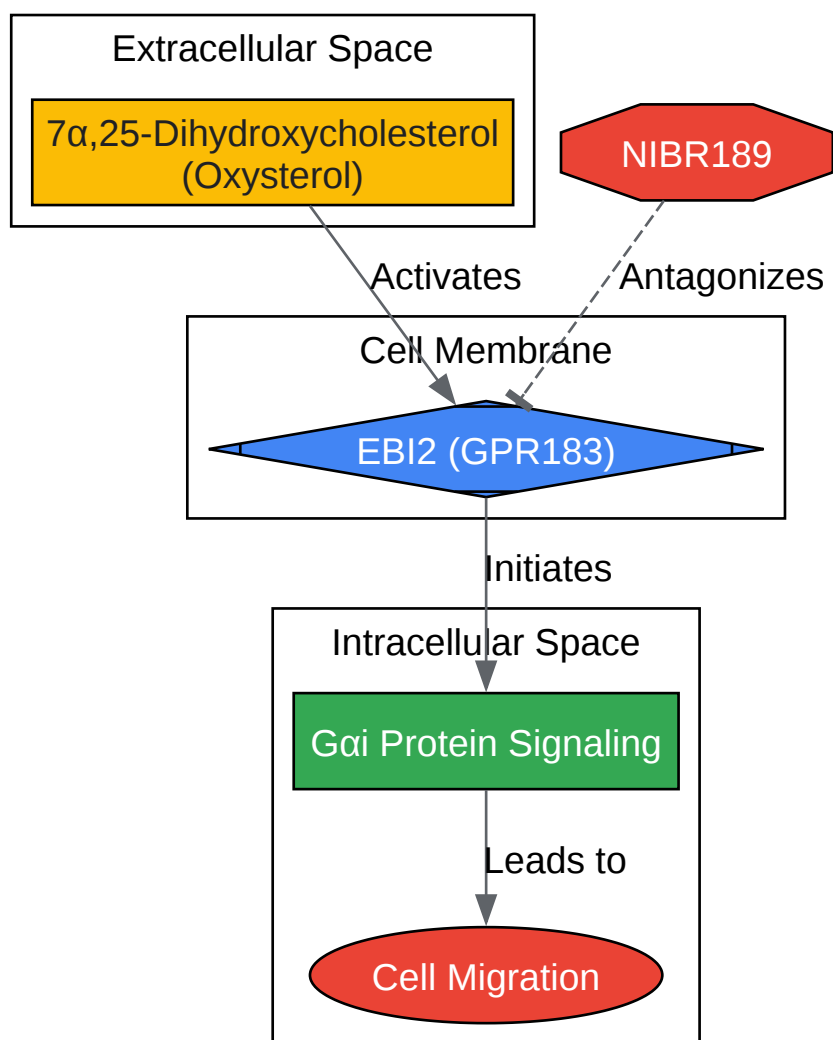 Extracellular Space
7α,25-Dihydroxycholesterol
(Oxysterol)
NIBR189
Activates
Antagonizes
Cell Membrane
EBI2 (GPR183)
Initiates
Intracellular Space
Gαi Protein Signaling
Leads to
Cell Migration